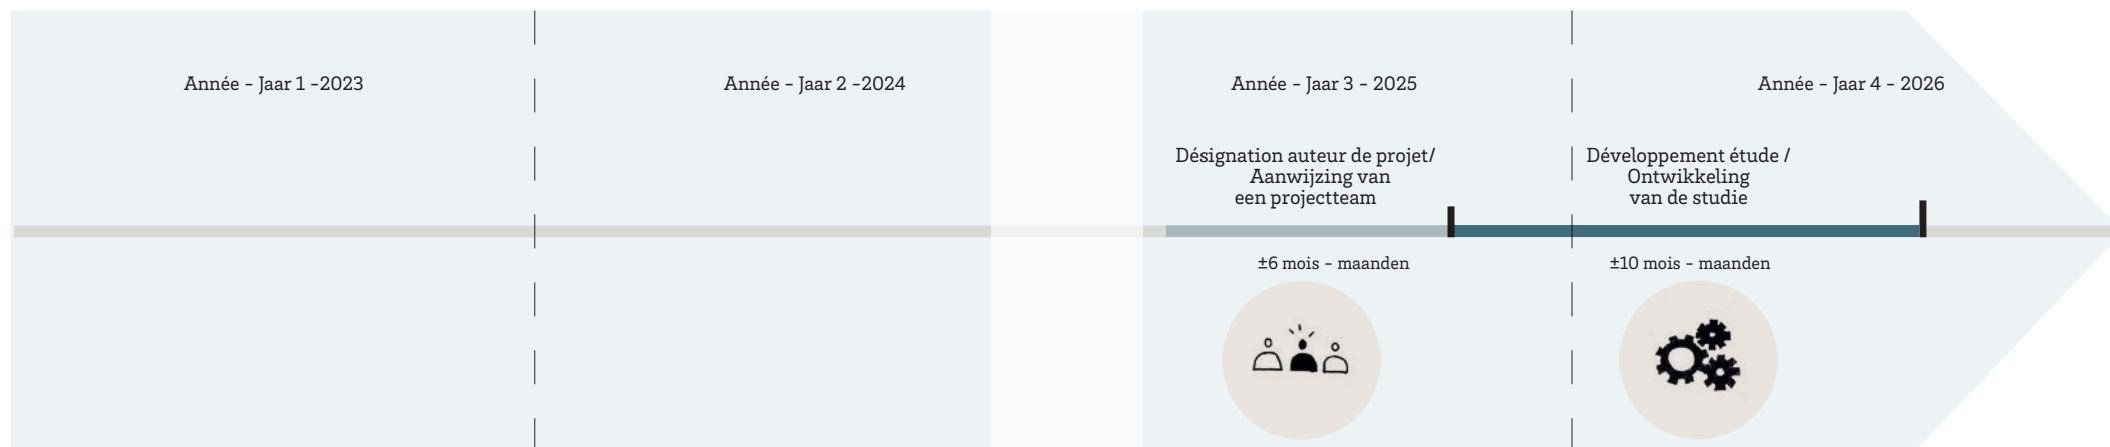 Année - Jaar 1 -2023
Année - Jaar 2 -2024
Année - Jaar 3 - 2025
Année - Jaar 4 - 2026
Désignation auteur de projet/
Aanwijzing van
een projectteam
Développement étude /
Ontwikkeling
van de studie
±6 mois - maanden
±10 mois - maanden